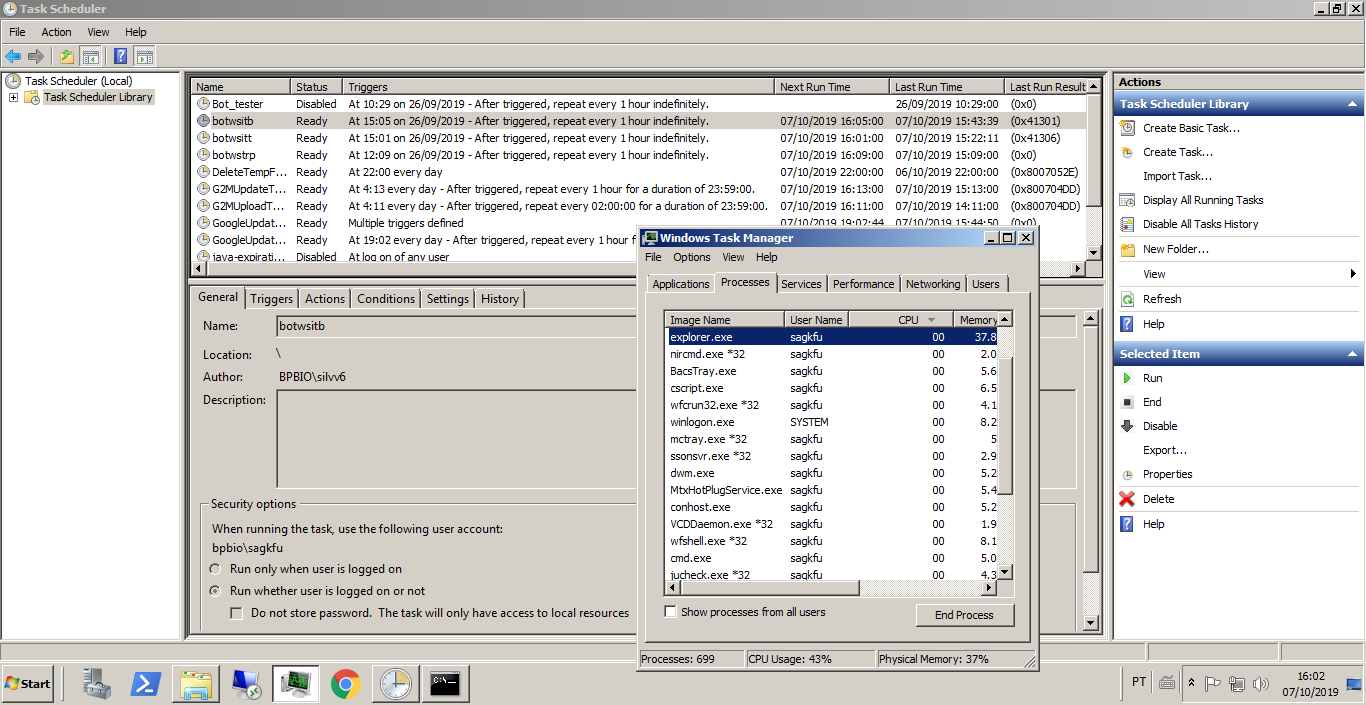 Task Scheduler
File Action View Help
Task Scheduler (Local)
Task Scheduler Library
Name Status Triggers Next Run Time Last Run Time Last Run Result
Bot_tester Disabled At 10:29 on 26/09/2019 - After triggered, repeat every 1 hour indefinitely. 26/09/2019 10:29:00 (0x0)
botwsitb Ready At 15:05 on 26/09/2019 - After triggered, repeat every 1 hour indefinitely. 07/10/2019 16:05:00 07/10/2019 15:43:39 (0x41301)
botwsitt Ready At 15:01 on 26/09/2019 - After triggered, repeat every 1 hour indefinitely. 07/10/2019 16:01:00 07/10/2019 15:22:11 (0x41306)
botwstrp Ready At 12:09 on 26/09/2019 - After triggered, repeat every 1 hour indefinitely. 07/10/2019 16:09:00 07/10/2019 15:09:00 (0x0)
DeleteTempF... Ready At 22:00 every day 07/10/2019 22:00:00 06/10/2019 22:00:00 (0x8007052E)
G2MUpdateT... Ready At 4:13 every day - After triggered, repeat every 1 hour for a duration of 23:59:00. 07/10/2019 16:13:00 07/10/2019 15:13:00 (0x800704DD)
G2MUploadT... Ready At 4:11 every day - After triggered, repeat every 02:00:00 for a duration of 23:59:00. 07/10/2019 16:11:00 07/10/2019 14:11:00 (0x800704DD)
GoogleUpdat... Ready Multiple triggers defined 07/10/2019 19:02:44 07/10/2019 15:44:50 (0x0)
GoogleUpdat... Ready At 19:02 every day - After triggered, repeat every 1 hour f
java-expirati... Disabled At log on of any user
General Triggers Actions Conditions Settings History
Name: botwsitb
Location: \
Author: BPBIO\silvv6
Description:
Security options
When running the task, use the following user account:
bpbio\sagkfu
Run only when user is logged on
Run whether user is logged on or not
Do not store password. The task will only have access to local resources
Windows Task Manager
File Options View Help
Applications Processes Services Performance Networking Users
Image Name User Name CPU Memory
explorer.exe sagkfu 00 37.8
nircmd.exe *32 sagkfu 00 2.0
BacsTray.exe sagkfu 00 5.6
cscript.exe sagkfu 00 6.5
wfcrun32.exe *32 sagkfu 00 4.1
winlogon.exe SYSTEM 00 8.2
mctray.exe *32 sagkfu 00 5
ssonsvr.exe *32 sagkfu 00 2.9
dwm.exe sagkfu 00 5.2
MtxHotPlugService.exe sagkfu 00 5.4
conhost.exe sagkfu 00 5.2
VCDDaemon.exe *32 sagkfu 00 1.9
wfshell.exe *32 sagkfu 00 8.1
cmd.exe sagkfu 00 5.0
jucheck.exe *32 sagkfu 00 4.3
Show processes from all users End Process
Processes: 699 CPU Usage: 43% Physical Memory: 37%
Actions
Task Scheduler Library
Create Basic Task...
Create Task...
Import Task...
Display All Running Tasks
Disable All Tasks History
New Folder...
View
Refresh
Help
Selected Item
Run
End
Disable
Export...
Properties
Delete
Help
Start
C:\-
PT
16:02
07/10/2019